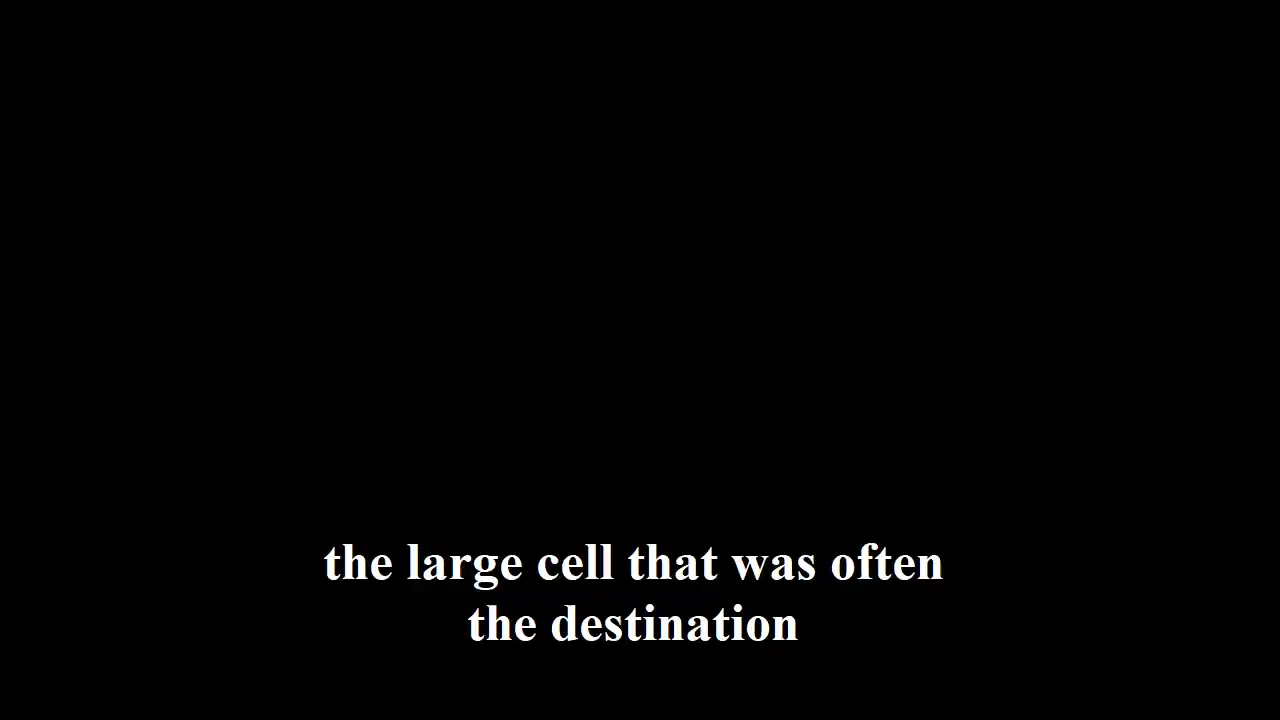 the large cell that was often
the destination